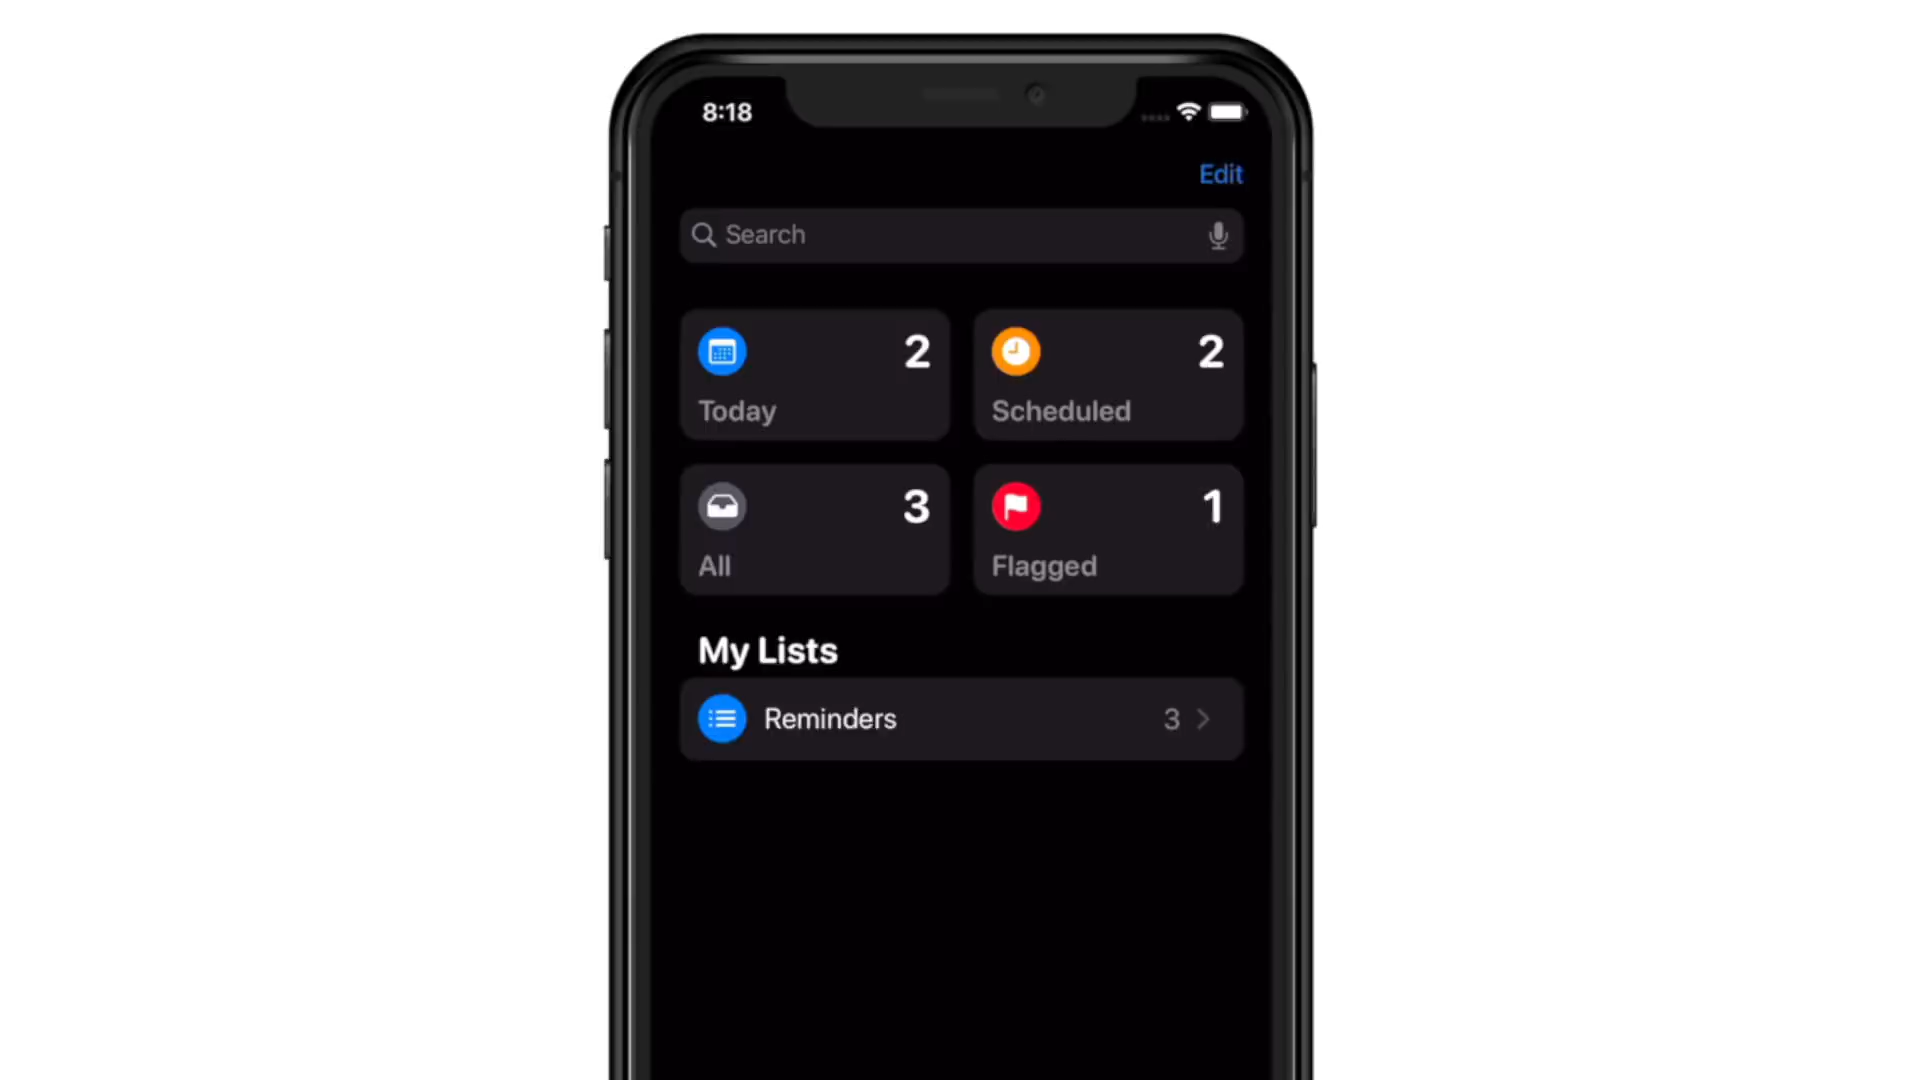 8:18
Edit
Search
2
Today
2
Scheduled
3
All
1
Flagged
My Lists
Reminders 3